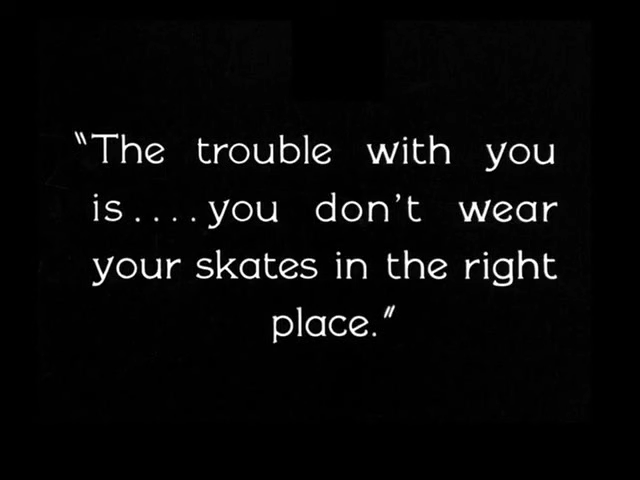 "The trouble with you
is....you don't wear
your skates in the right
place."